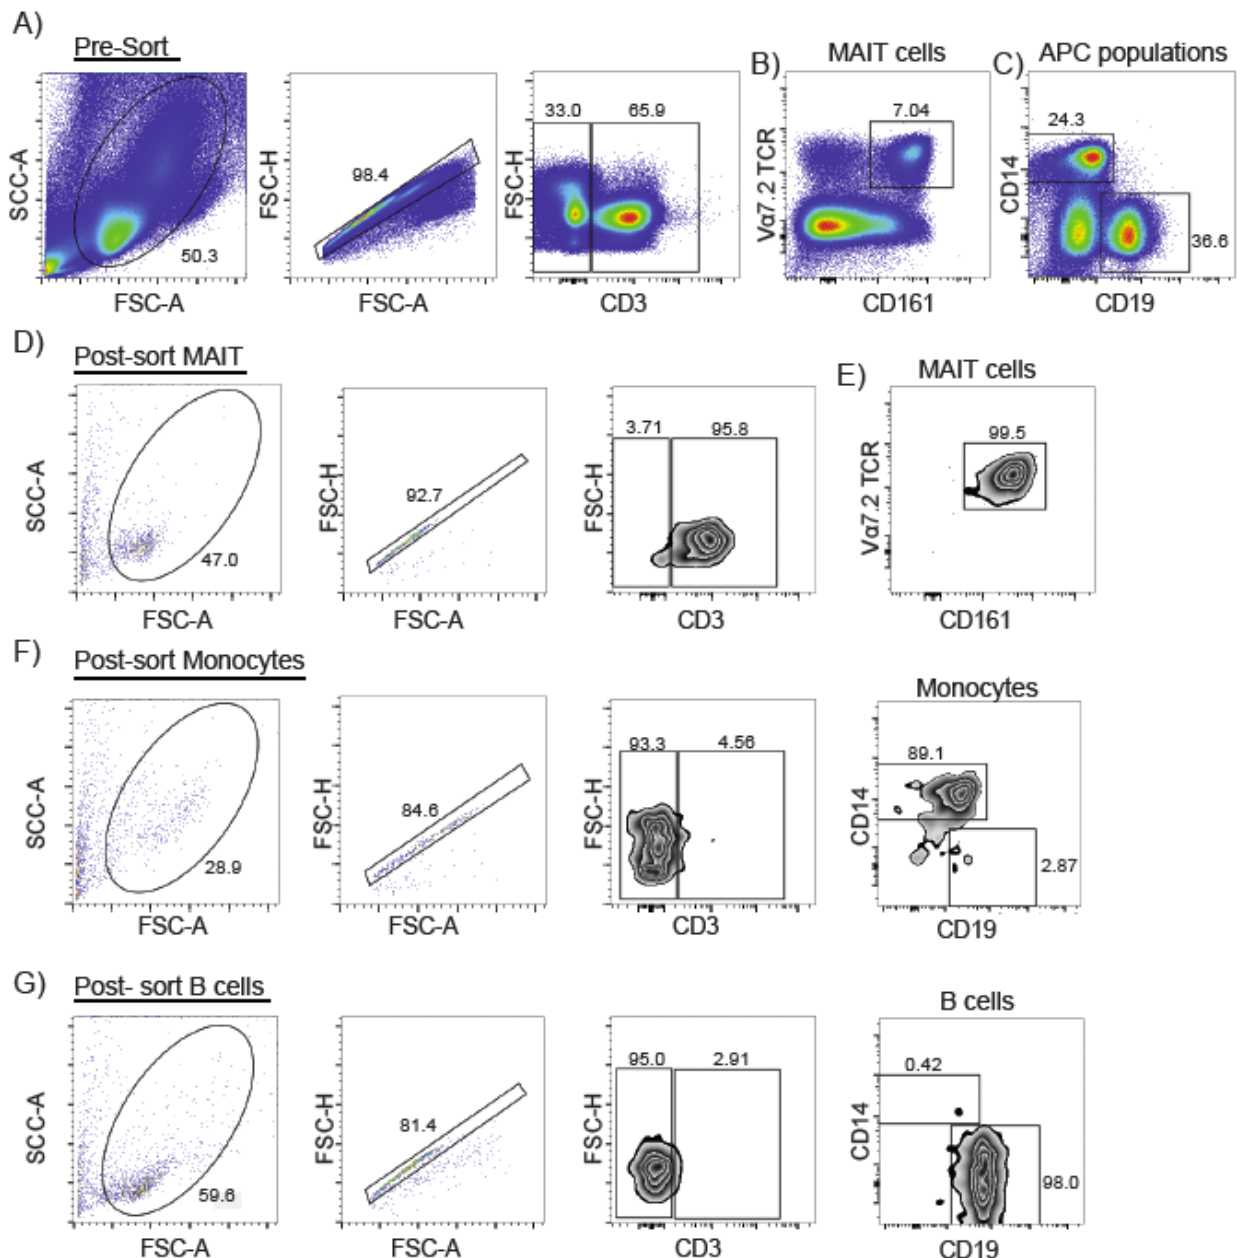 A)
Pre-Sort
SCC-A
50.3
FSC-A
FSC-H
98.4
FSC-A
FSC-H
33.0 65.9
CD3
B)
MAIT cells
Vα7.2 TCR
7.04
CD161
C)
APC populations
CD14
24.3
36.6
CD19
D)
Post-sort MAIT
SCC-A
47.0
FSC-A
FSC-H
92.7
FSC-A
FSC-H
3.71 95.8
CD3
E)
MAIT cells
Vα7.2 TCR
99.5
CD161
F)
Post-sort Monocytes
SCC-A
28.9
FSC-A
FSC-H
84.6
FSC-A
FSC-H
93.3 4.56
CD3
Monocytes
CD14
89.1
2.87
CD19
G)
Post- sort B cells
SCC-A
59.6
FSC-A
FSC-H
81.4
FSC-A
FSC-H
95.0 2.91
CD3
B cells
CD14
0.42
98.0
CD19